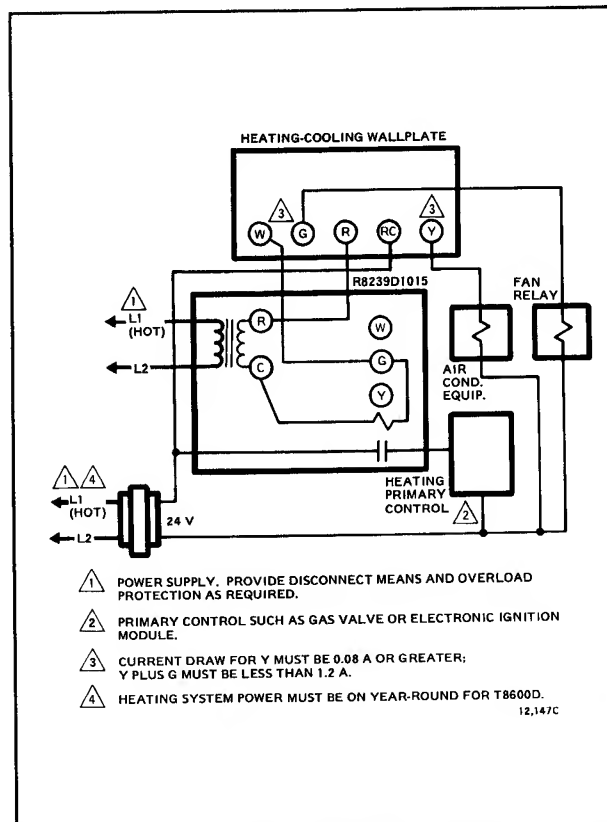 HEATING-COOLING WALLPLATE
3
3
W
G
R
RC
Y
R8239D1015
FAN
RELAY
1
L1
(HOT)
R
W
L2
C
G
Y
AIR
COND.
EQUIP.
1
4
L1
(HOT)
24 V
L2
HEATING
PRIMARY
CONTROL
2
1 POWER SUPPLY. PROVIDE DISCONNECT MEANS AND OVERLOAD
PROTECTION AS REQUIRED.
2 PRIMARY CONTROL SUCH AS GAS VALVE OR ELECTRONIC IGNITION
MODULE.
3 CURRENT DRAW FOR Y MUST BE 0.08 A OR GREATER;
Y PLUS G MUST BE LESS THAN 1.2 A.
4 HEATING SYSTEM POWER MUST BE ON YEAR-ROUND FOR T8600D.
12,147C